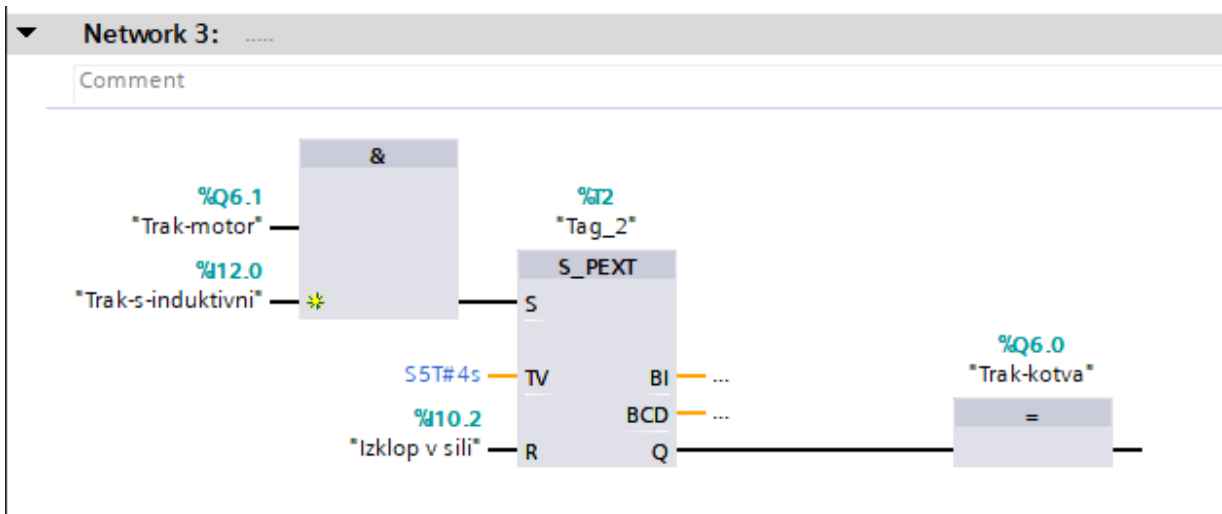 Network 3: .....
Comment
&
%Q6.1
"Trak-motor"
%I12.0
"Trak-s-induktivni"
%T2
"Tag_2"
S_PEXT
S
S5T#4s
TV
BI
...
%I10.2
"Izklop v sili"
R
BCD
...
Q
%Q6.0
"Trak-kotva"
=